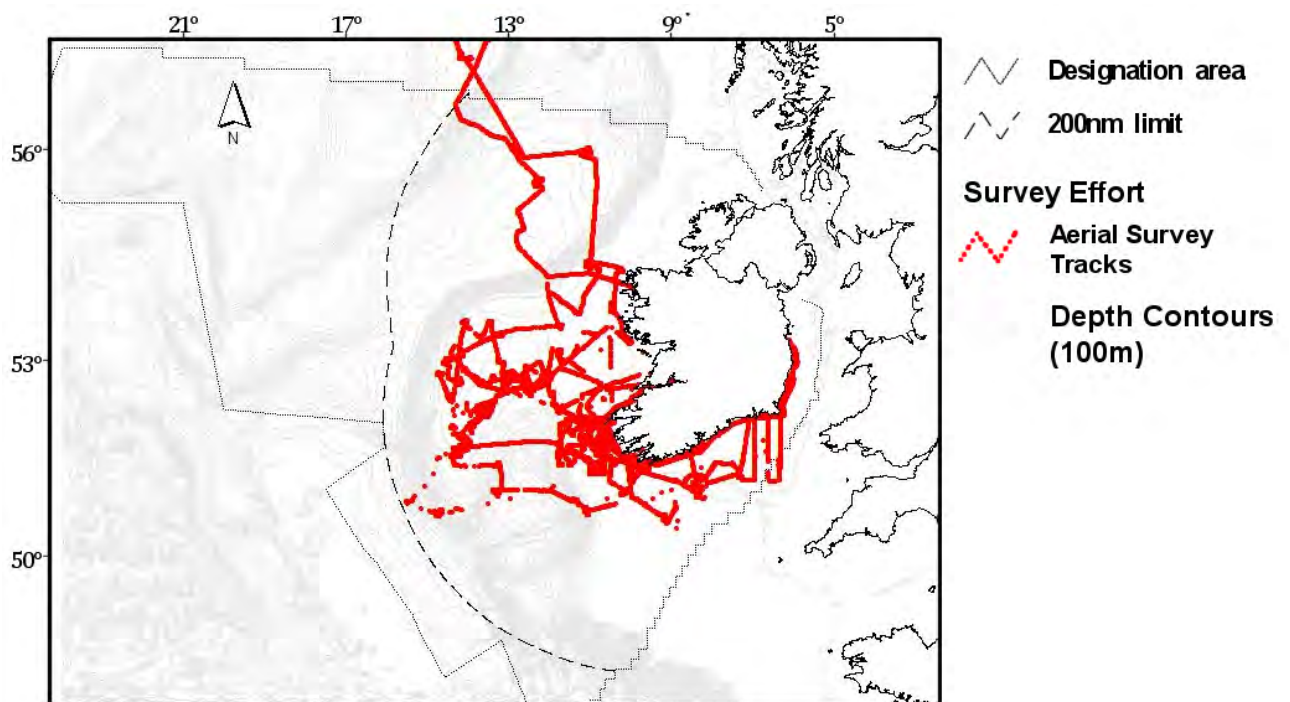 21° 17° 13° 9° 5°
56°
53°
50°
N
Designation area
200nm limit
Survey Effort
Aerial Survey
Tracks
Depth Contours
(100m)